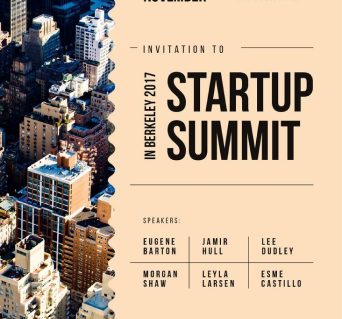 NOVEMBER
INVITATION TO
IN BERKELEY 2017
STARTUP
SUMMIT
SPEAKERS:
EUGENE BARTON
JAMIR HULL
LEE DUDLEY
MORGAN SHAW
LEYLA LARSEN
ESME CASTILLO